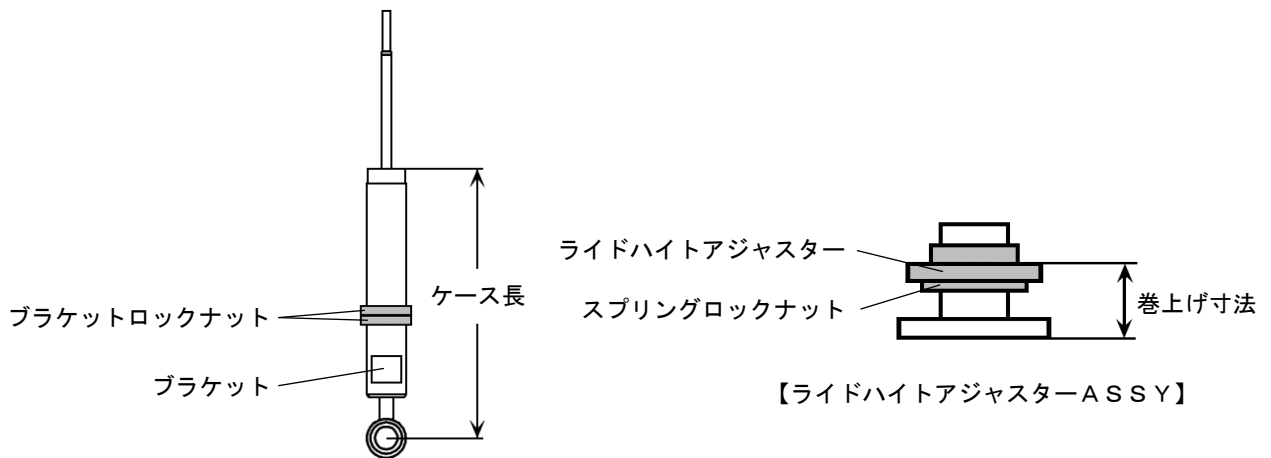 ケース長
ブラケットロックナット
ブラケット
ライドハイトアジャスター
スプリングロックナット
巻上げ寸法
【ライドハイトアジャスターＡＳＳＹ】